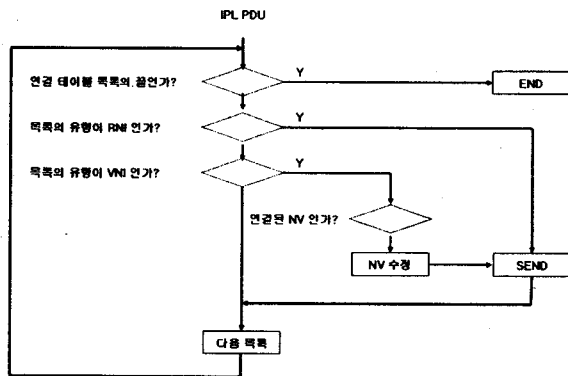 IPL PDU
연결 테이블 목록의 끝인가?
Y
END
목록의 유형이 RNI 인가?
Y
목록의 유형이 VNI 인가?
Y
연결된 NV 인가?
NV 수정
SEND
다음 목록